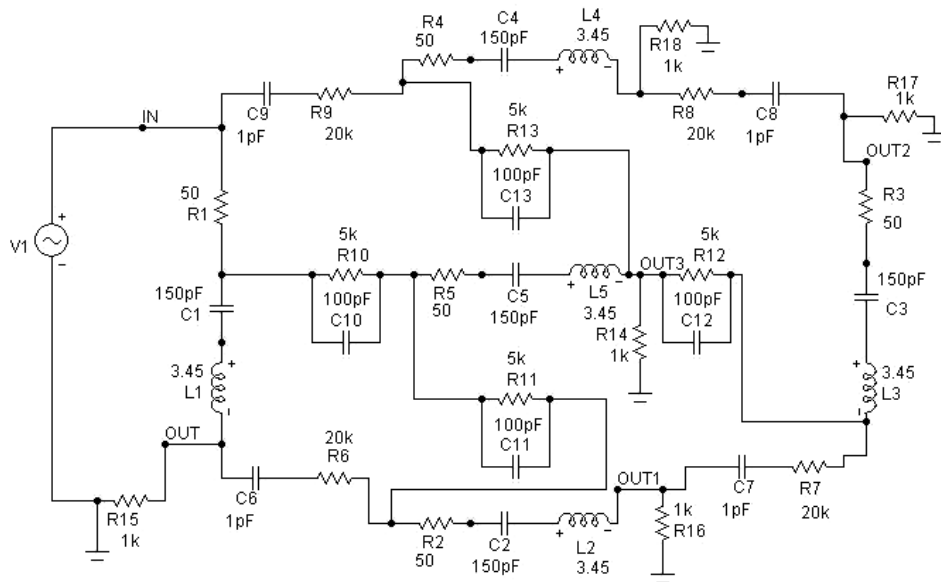 R4
50
C4
150pF
L4
3.45
R18
1k
IN
C9
1pF
R9
20k
5k
R13
100pF
C13
R8
20k
C8
1pF
R17
1k
OUT2
50
R1
V1
+
-
R3
50
150pF
C1
5k
R10
100pF
C10
R5
50
C5
150pF
+
-
L5
3.45
OUT3
5k
R12
100pF
C12
R14
1k
150pF
C3
3.45
L1
+
-
5k
R11
100pF
C11
+
-
3.45
L3
OUT
R15
1k
C6
1pF
20k
R6
R2
50
C2
150pF
+
-
L2
3.45
OUT1
1k
R16
C7
1pF
R7
20k
+
-